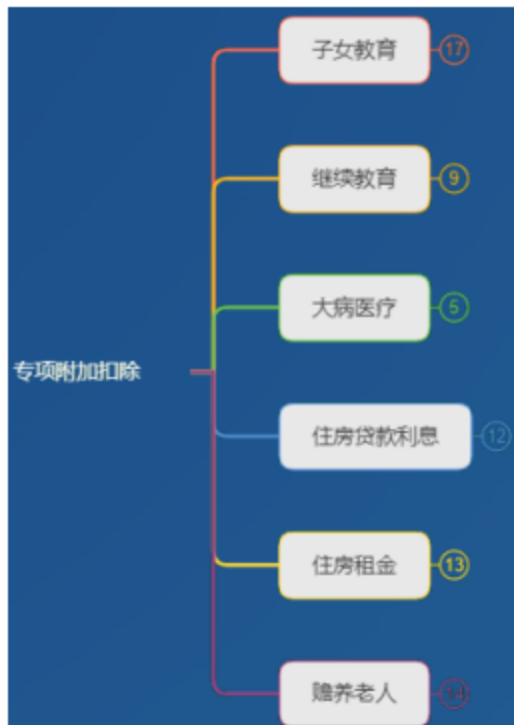 子女教育 17
继续教育 9
大病医疗 5
专项附加扣除
住房贷款利息 12
住房租金 13
赡养老人 14